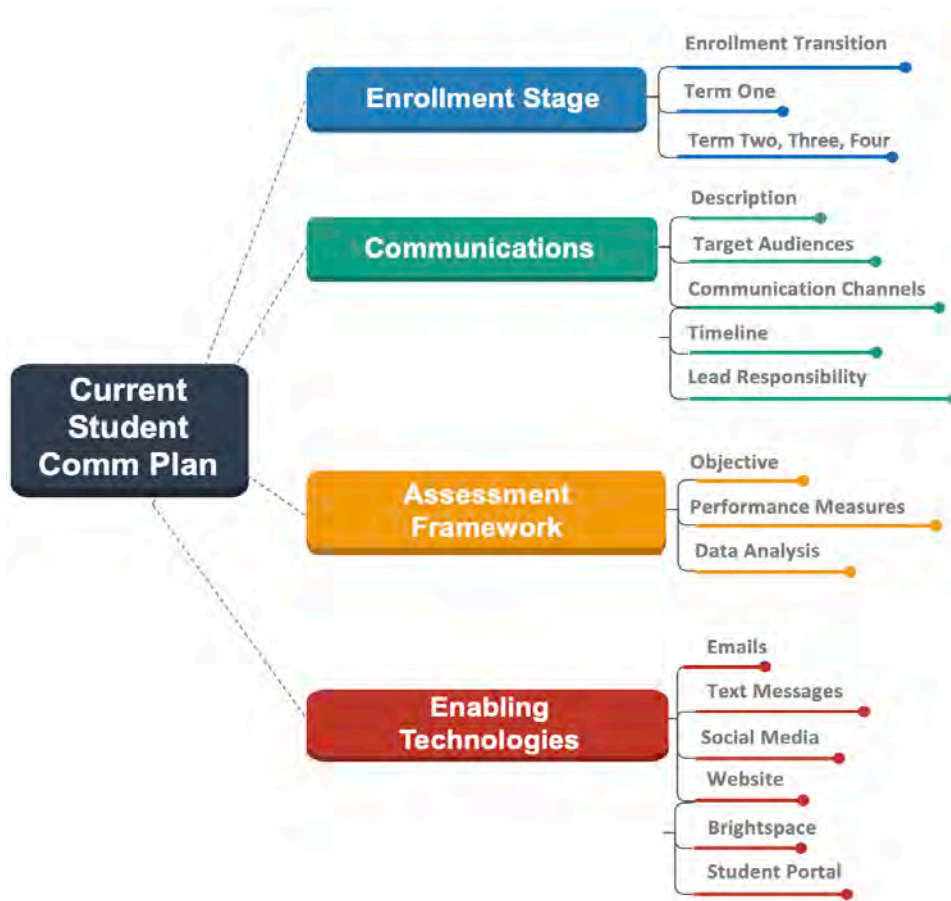 Enrollment Transition
Enrollment Stage
Term One
Term Two, Three, Four
Description
Communications
Target Audiences
Communication Channels
Timeline
Lead Responsibility
Current
Student
Comm Plan
Objective
Assessment
Framework
Performance Measures
Data Analysis
Emails
Enabling
Technologies
Text Messages
Social Media
Website
Brightspace
Student Portal